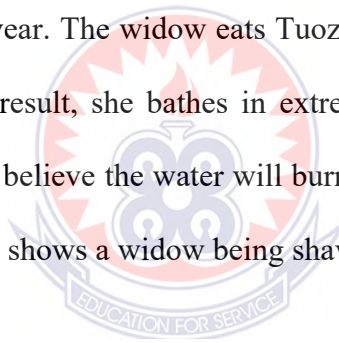 year. The widow eats Tuoz
result, she bathes in extre
believe the water will burn
shows a widow being shav
EDUCATION FOR SERVICE